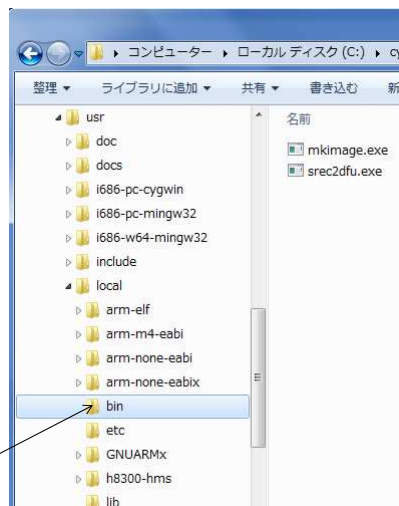 コンピューター ▸ ローカル ディスク (C:) ▸ cy
整理 ▼ ライブラリに追加 ▼ 共有 ▼ 書き込む 新
usr
名前
doc
mkimage.exe
docs
srec2dfu.exe
i686-pc-cygwin
i686-pc-mingw32
i686-w64-mingw32
include
local
arm-elf
arm-m4-eabi
arm-none-eabi
arm-none-eabix
bin
etc
GNUARMx
h8300-hms
lib